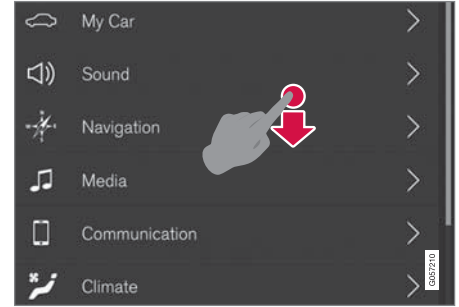 My Car
Sound
Navigation
Media
Communication
Climate
G057210